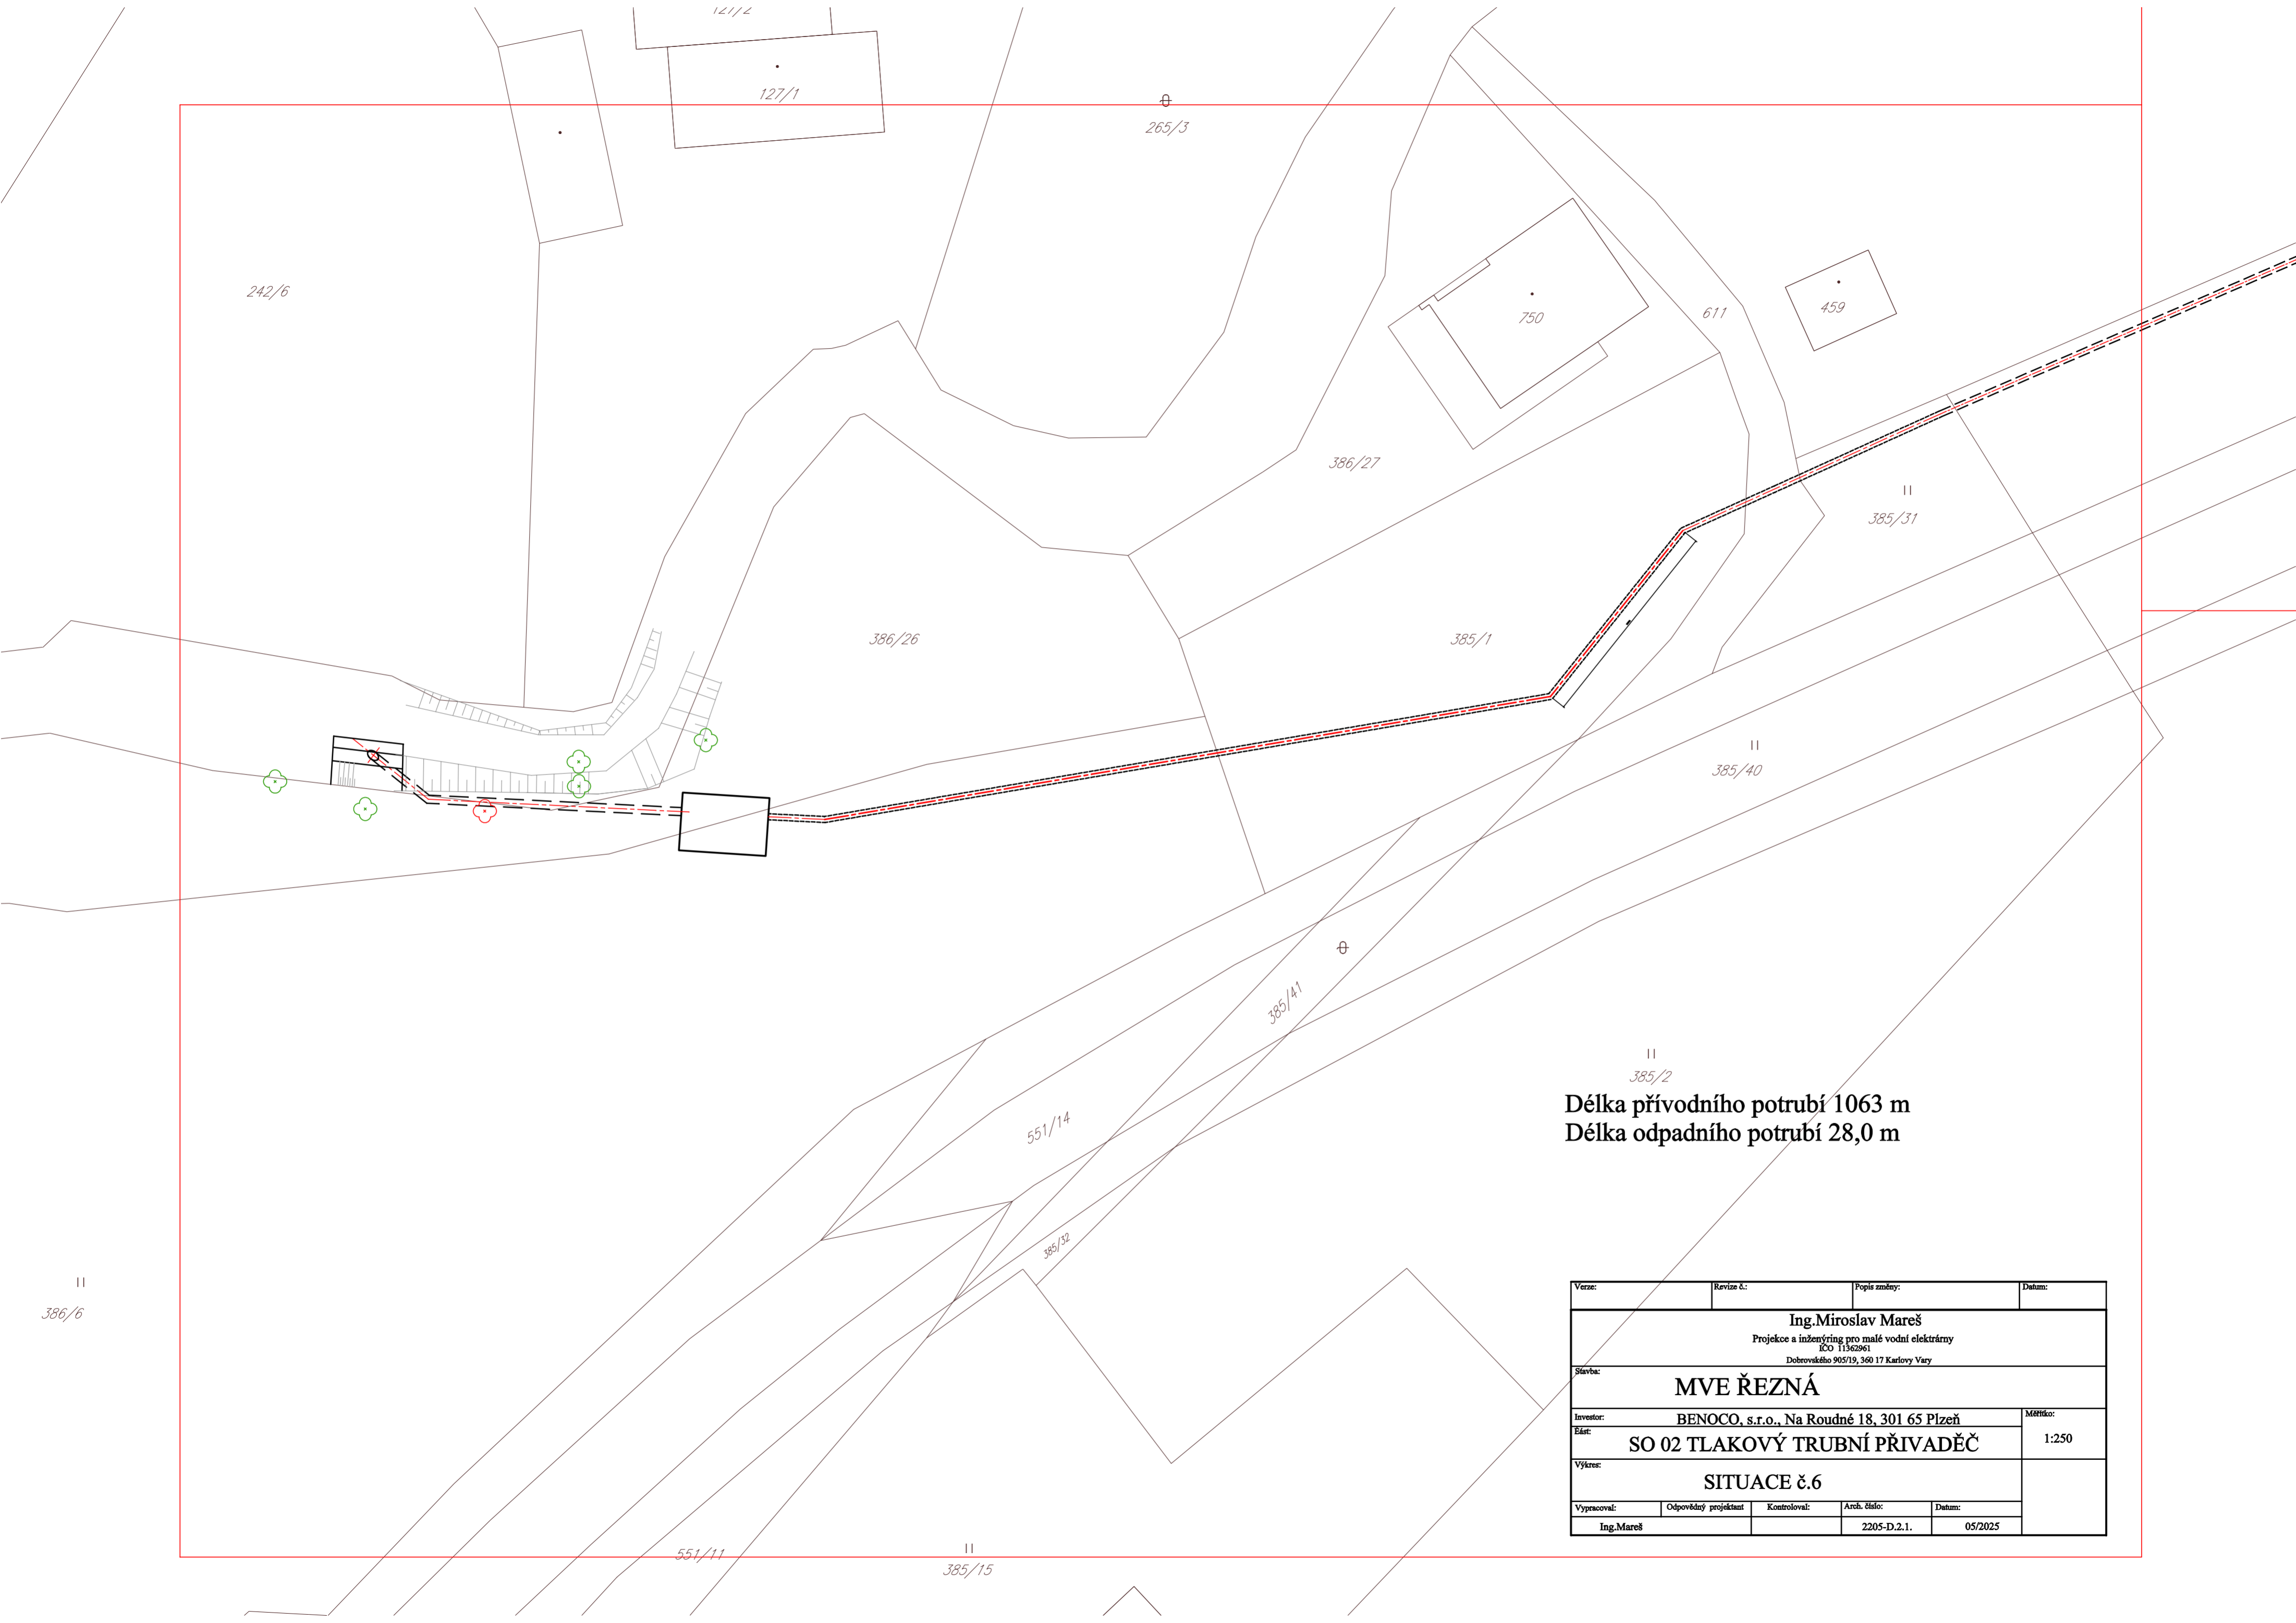 127/2
127/1
265/3
242/6
750
611
459
386/27
385/31
386/26
385/1
385/40
385/41
385/2
Délka přívodního potrubí 1063 m
Délka odpadního potrubí 28,0 m
551/14
385/32
386/6
551/11
385/15
Verze: Revize č.: Popis změny: Datum:
Ing.Miroslav Mareš
Projekce a inženýring pro malé vodní elektrárny
IČO 11362961
Dobrovského 905/19, 360 17 Karlovy Vary
Stavba:
MVE ŘEZNÁ
Investor: BENOCO, s.r.o., Na Roudné 18, 301 65 Plzeň
Měřítko:
1:250
Část:
SO 02 TLAKOVÝ TRUBNÍ PŘIVADĚČ
Výkres:
SITUACE č.6
Vypracoval: Odpovědný projektant Kontroloval: Arch. číslo: Datum:
Ing.Mareš 2205-D.2.1. 05/2025